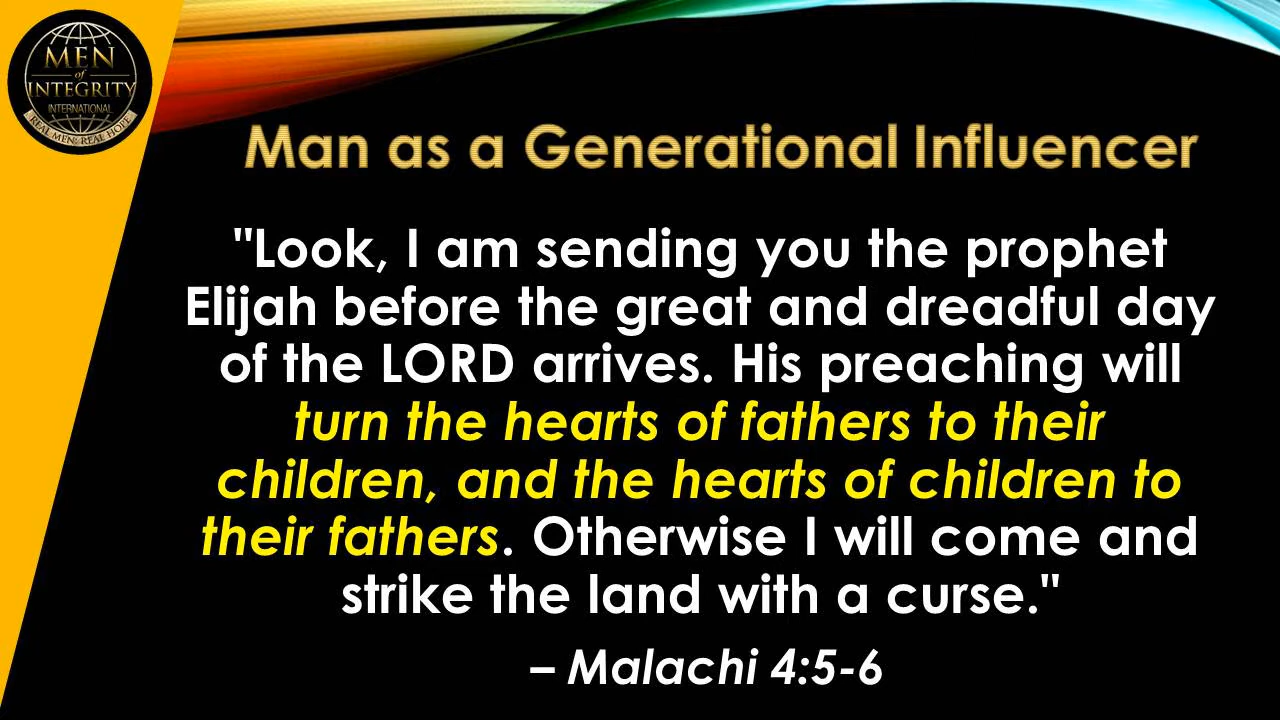 MEN
of
INTEGRITY
INTERNATIONAL
REAL MEN: REAL HOPE
Man as a Generational Influencer
"Look, I am sending you the prophet
Elijah before the great and dreadful day
of the LORD arrives. His preaching will
turn the hearts of fathers to their
children, and the hearts of children to
their fathers. Otherwise I will come and
strike the land with a curse."
– Malachi 4:5-6